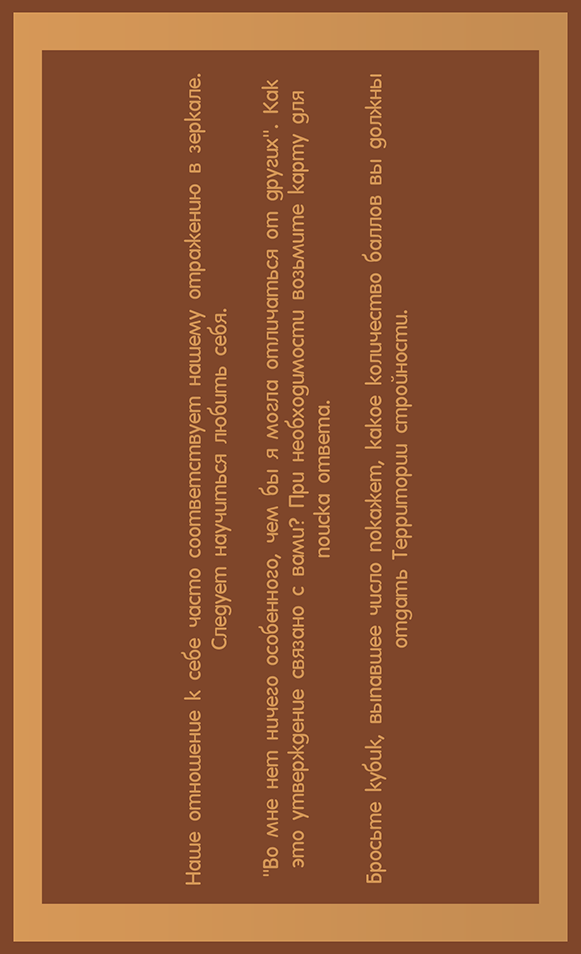 Наше отношение к себе часто соответствует нашему отражению в зеркале.
Следует научиться любить себя.
"Во мне нет ничего особенного, чем бы я могла отличаться от других". Как
это утверждение связано с вами? При необходимости возьмите карту для
поиска ответа.
Бросьте кубик, выпавшее число покажет, какое количество баллов вы должны
отдать Территории стройности.